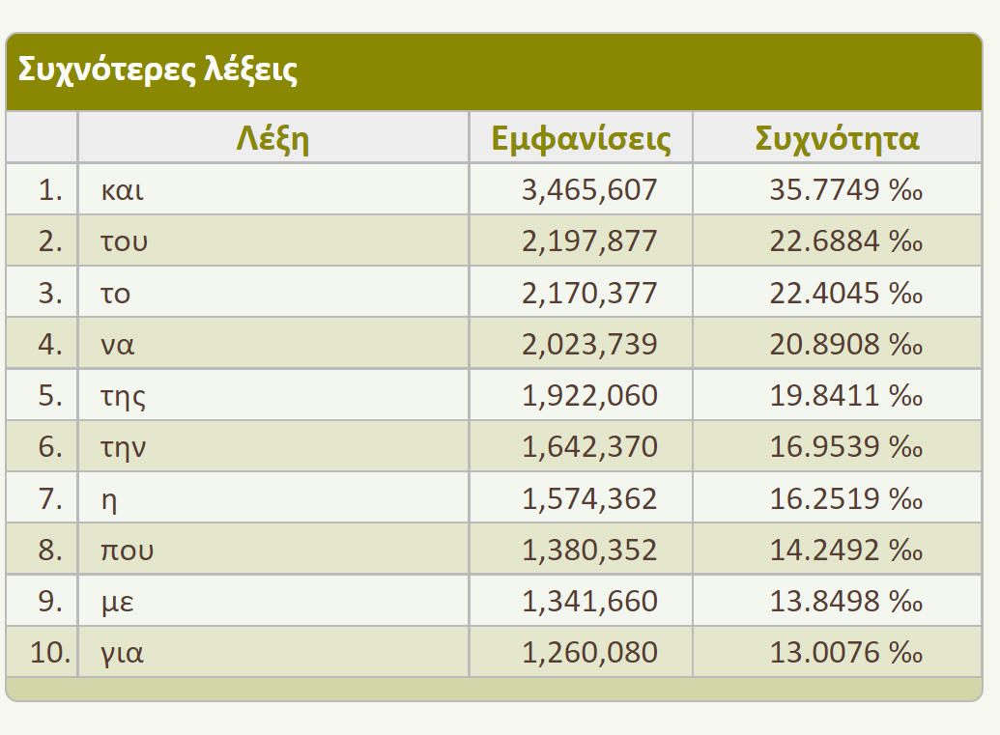 Συχνότερες λέξεις
Λέξη Εμφανίσεις Συχνότητα
1. και 3,465,607 35.7749 ‰
2. του 2,197,877 22.6884 ‰
3. το 2,170,377 22.4045 ‰
4. να 2,023,739 20.8908 ‰
5. της 1,922,060 19.8411 ‰
6. την 1,642,370 16.9539 ‰
7. η 1,574,362 16.2519 ‰
8. που 1,380,352 14.2492 ‰
9. με 1,341,660 13.8498 ‰
10. για 1,260,080 13.0076 ‰